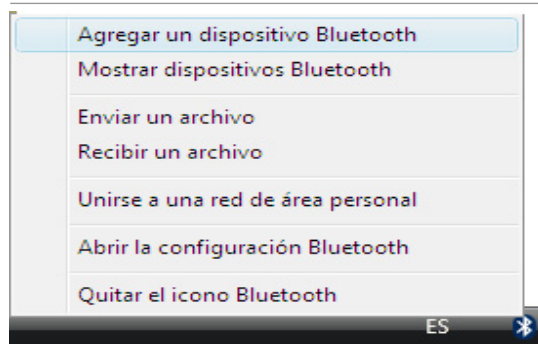 Agregar un dispositivo Bluetooth
Mostrar dispositivos Bluetooth
Enviar un archivo
Recibir un archivo
Unirse a una red de área personal
Abrir la configuración Bluetooth
Quitar el icono Bluetooth
ES